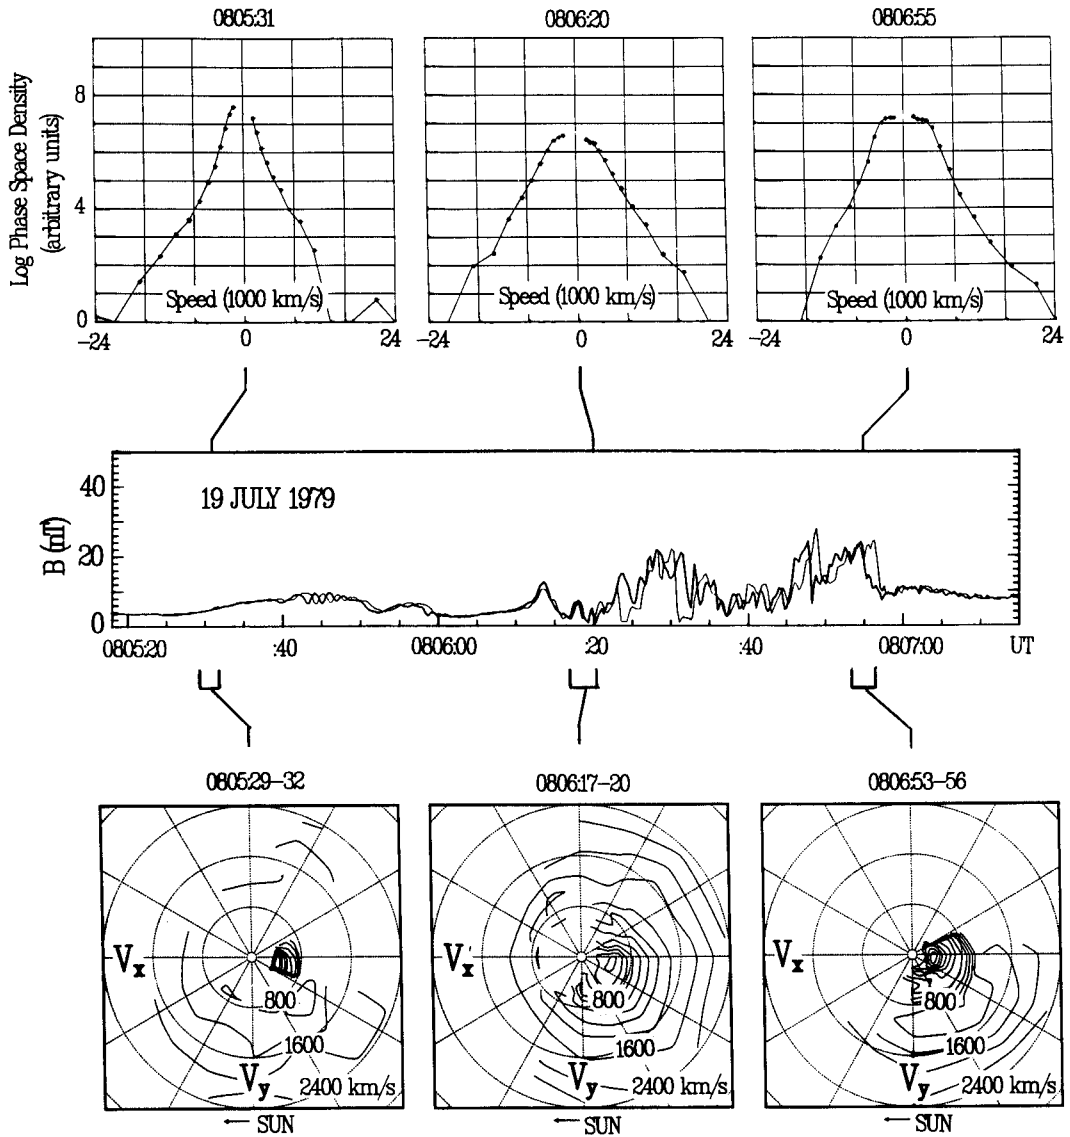 0805:31 0806:20 0806:55
Log Phase Space Density
(arbitrary units)
8
4
0
Speed (1000 km/s) Speed (1000 km/s) Speed (1000 km/s)
-24 0 24 -24 0 24 -24 0 24
19 JULY 1979
B (nT)
40
20
0
0805:20 :40 0806:00 :20 :40 0807:00 UT
0805:29-32 0806:17-20 0806:53-56
Vx Vx Vx
800 800 800
1600 1600 1600
Vy 2400 km/s Vy 2400 km/s Vy 2400 km/s
← SUN ← SUN ← SUN